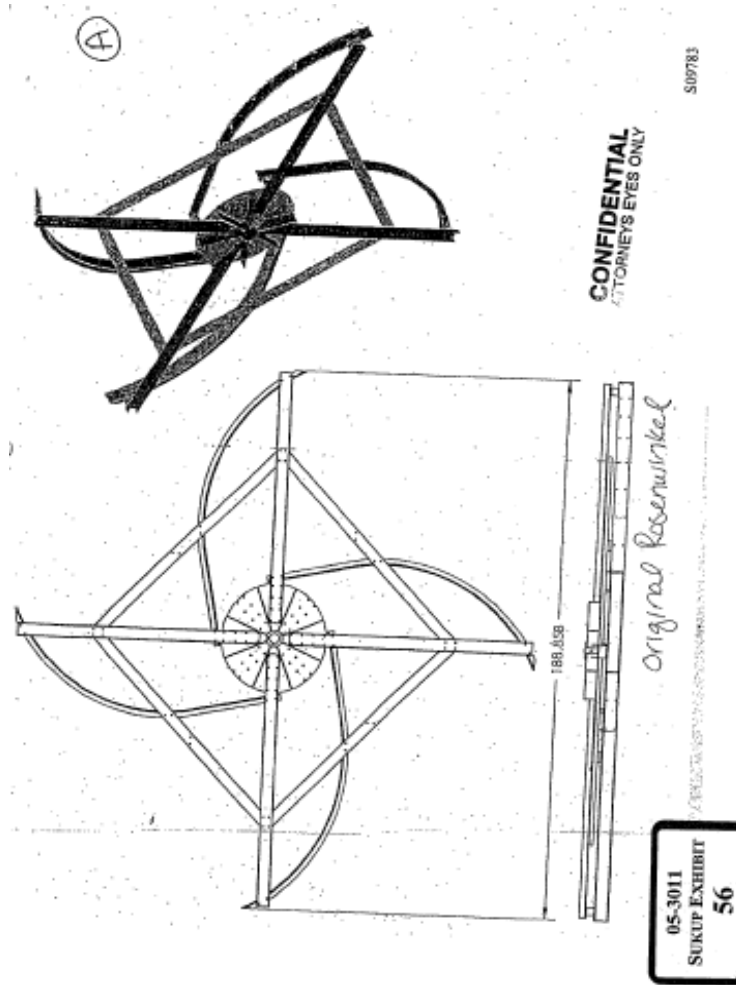 A
S09783
CONFIDENTIAL
ATTORNEYS EYES ONLY
188.858
original Rosenwinkel
05-3011
SUKUP EXHIBIT
56